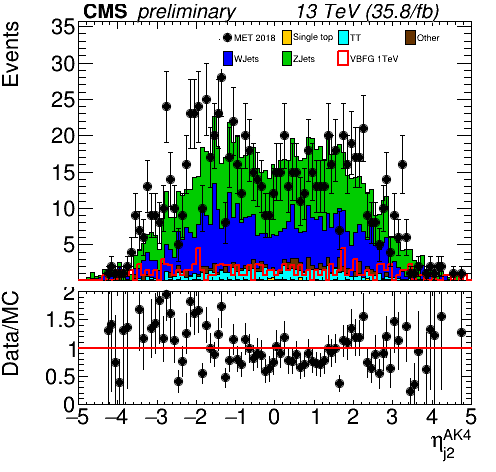 CMS preliminary 13 TeV (35.8/fb)
Events
MET 2018 Single top TT Other
WJets ZJets VBFG 1TeV
35
30
25
20
15
10
5
Data/MC
2
1.5
1
0.5
0
−5 −4 −3 −2 −1 0 1 2 3 4 5
η_{j2}^{AK4}